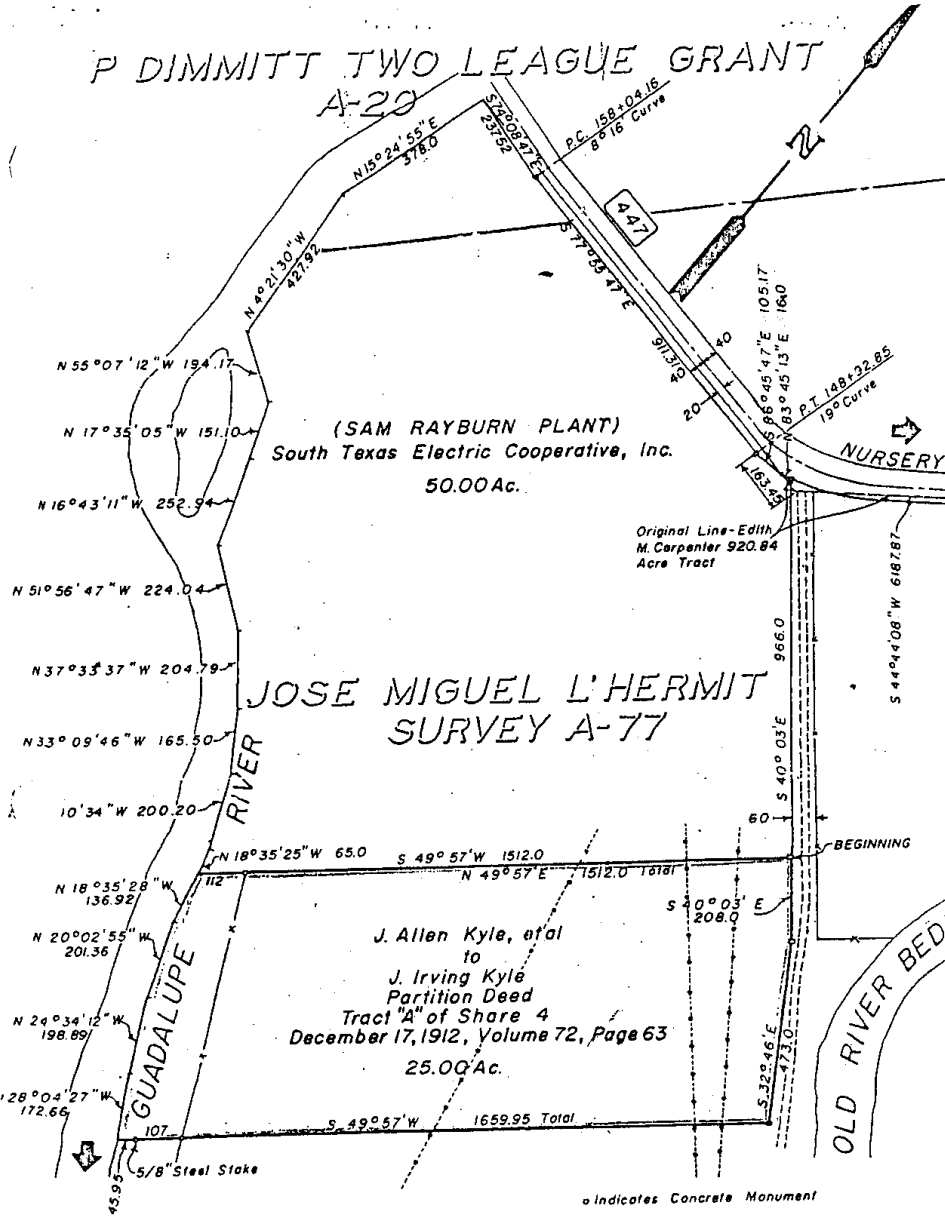 P DIMMITT TWO LEAGUE GRANT
A-20
S 74°08'47"E
237.52
P.C. 158+04.16
8°16' Curve
N 15°24'55"E
378.0
N
447
N 4°21'30"W
427.92
S 77°55'47"E
911.31
40
40
20
S 86°45'47"E 105.17
N 83°45'13"E 16.0
P.T. 148+32.85
19° Curve
N 55°07'12"W 194.17
N 17°35'05"W 151.10
(SAM RAYBURN PLANT)
South Texas Electric Cooperative, Inc.
50.00 Ac.
NURSERY
163.45
N 16°43'11"W 252.94
Original Line-Edith
M. Carpenter 920.84
Acre Tract
S 44°44'08"W 6187.87
N 51°56'47"W 224.04
966.0
S 40°03'E
N 37°33'37"W 204.79
JOSE MIGUEL L'HERMIT
SURVEY A-77
N 33°09'46"W 165.50
RIVER
10'34"W 200.20
60
BEGINNING
N 18°35'25"W 65.0
S 49°57'W 1512.0
N 49°57'E 1512.0 Total
112
N 18°35'28"W
136.92
S 40°03'E
208.0
N 20°02'55"W
201.36
J. Allen Kyle, etal
to
J. Irving Kyle
Partition Deed
Tract "A" of Share 4
December 17, 1912, Volume 72, Page 63
25.00 Ac.
N 24°34'12"W
198.89
GUADALUPE
S 32°46'E
473.0
OLD RIVER BED
28°04'27"W
172.66
S 49°57'W 1659.95 Total
107
5/8" Steel Stake
45.95
o Indicates Concrete Monument